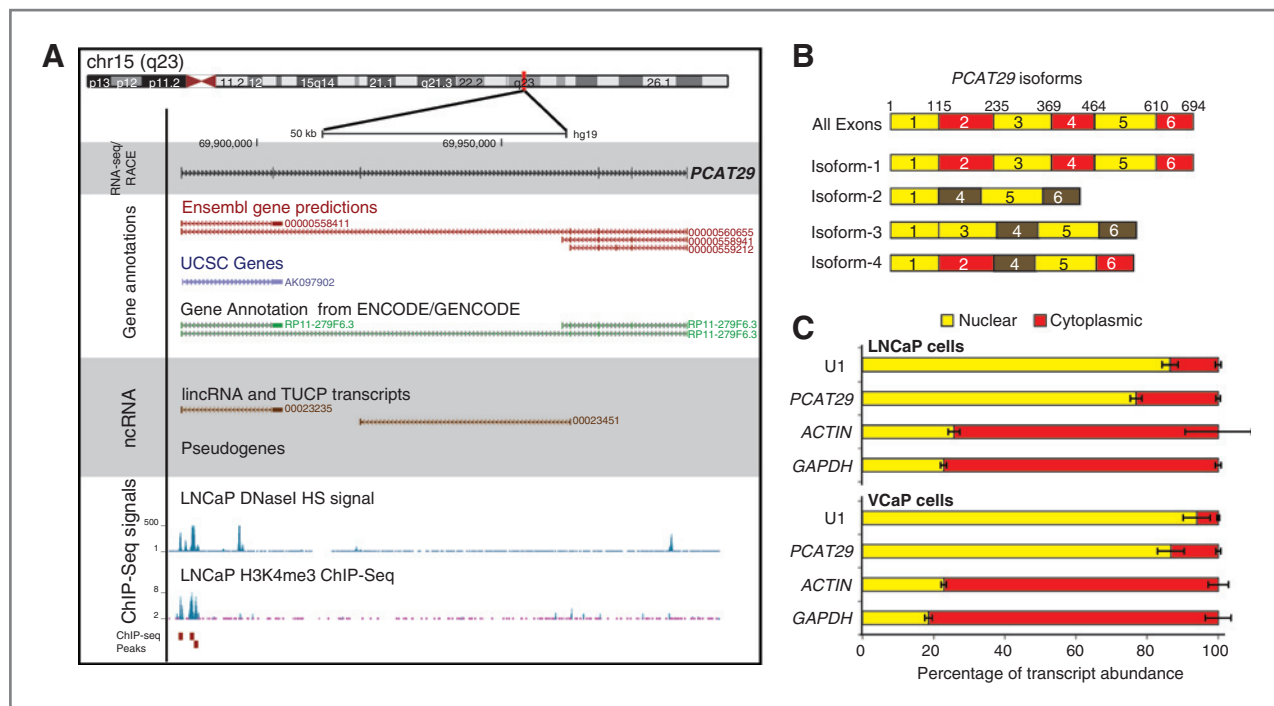 A
chr15 (q23)
p13 p12 p11.2 11.2 12 15q14 21.1 q21.3 22.2 q23 26.1
50 kb hg19
69,900,000 69,950,000
RNA-seq/
RACE
PCAT29
Gene annotations
Ensembl gene predictions
00000558411
00000560655
00000558941
00000559212
UCSC Genes
AK097902
Gene Annotation from ENCODE/GENCODE
RP11-279F6.3 RP11-279F6.3
RP11-279F6.3
ncRNA
lincRNA and TUCP transcripts
00023235
00023451
Pseudogenes
ChIP-Seq signals
LNCaP DNaseI HS signal
500
1
LNCaP H3K4me3 ChIP-Seq
8
2
ChIP-seq
Peaks
B
PCAT29 isoforms
1 115 235 369 464 610 694
All Exons 1 2 3 4 5 6
Isoform-1 1 2 3 4 5 6
Isoform-2 1 4 5 6
Isoform-3 1 3 4 5 6
Isoform-4 1 2 4 5 6
C
Nuclear Cytoplasmic
LNCaP cells
U1
PCAT29
ACTIN
GAPDH
VCaP cells
U1
PCAT29
ACTIN
GAPDH
0 20 40 60 80 100
Percentage of transcript abundance